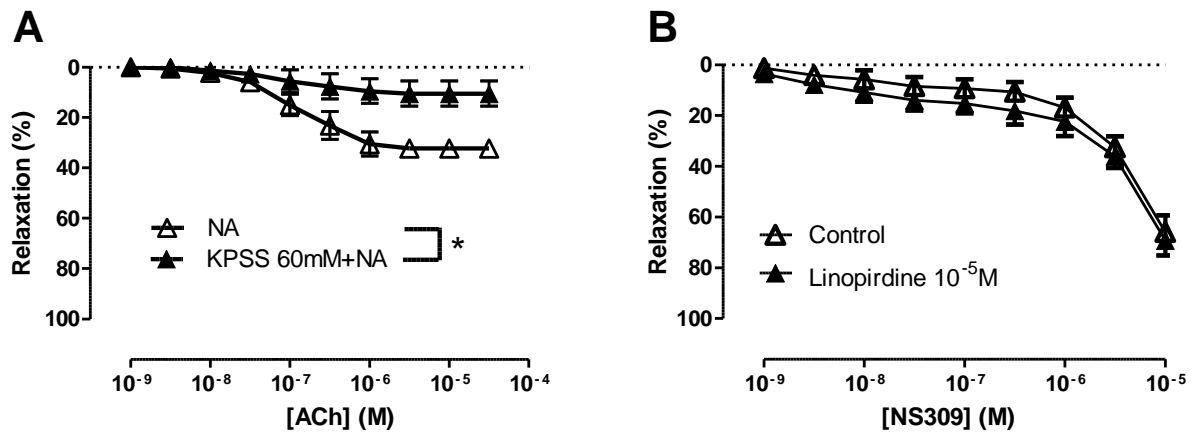 A
Relaxation (%)
0
20
40
60
80
100
NA
KPSS 60mM+NA
*
10⁻⁹ 10⁻⁸ 10⁻⁷ 10⁻⁶ 10⁻⁵ 10⁻⁴
[ACh] (M)
B
Relaxation (%)
0
20
40
60
80
100
Control
Linopirdine 10⁻⁵M
10⁻⁹ 10⁻⁸ 10⁻⁷ 10⁻⁶ 10⁻⁵
[NS309] (M)